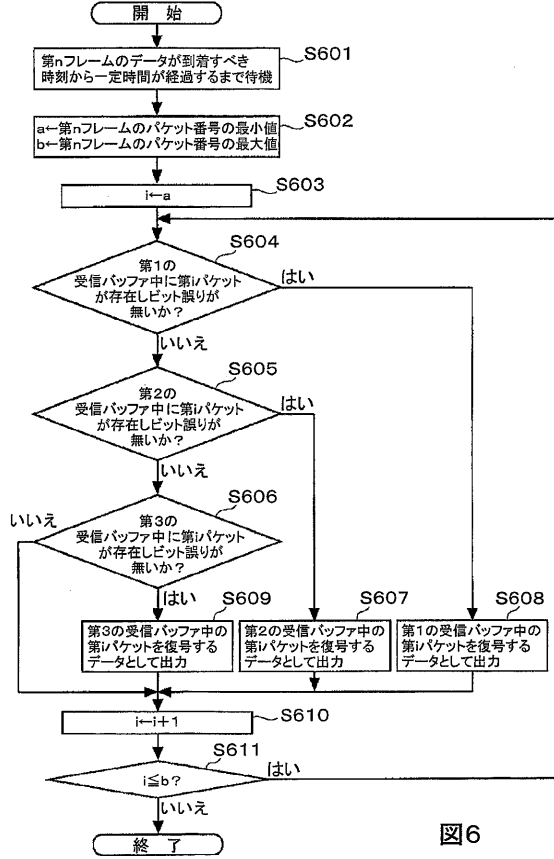 開 始
第nフレームのデータが到着すべき
時刻から一定時間が経過するまで待機
S601
a←第nフレームのパケット番号の最小値
b←第nフレームのパケット番号の最大値
S602
i←a
S603
S604
第1の
受信バッファ中に第iパケット
が存在しビット誤りが
無いか?
はい
いいえ
S605
第2の
受信バッファ中に第iパケット
が存在しビット誤りが
無いか?
はい
いいえ
S606
第3の
受信バッファ中に第iパケット
が存在しビット誤りが
無いか?
いいえ
はい
S609
第3の受信バッファ中の
第iパケットを復号する
データとして出力
S607
第2の受信バッファ中の
第iパケットを復号する
データとして出力
S608
第1の受信バッファ中の
第iパケットを復号する
データとして出力
i←i+1
S610
S611
i≦b?
はい
いいえ
終 了
図6